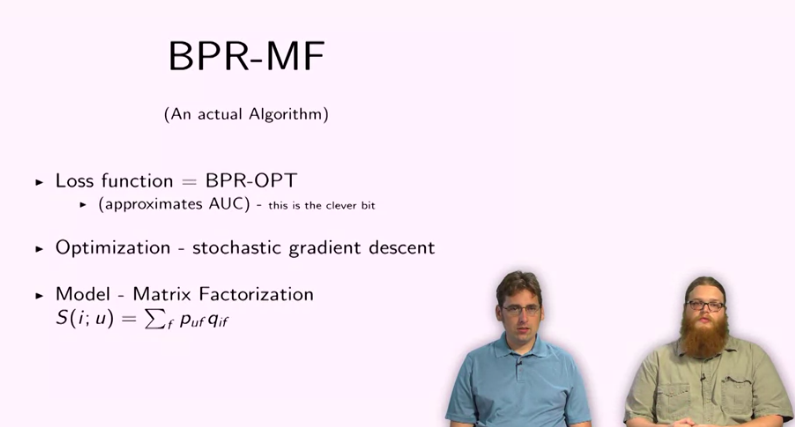 BPR-MF
(An actual Algorithm)
▸ Loss function = BPR-OPT
▸ (approximates AUC) - this is the clever bit
▸ Optimization - stochastic gradient descent
▸ Model - Matrix Factorization
S(i; u) = ∑_f p_{uf} q_{if}